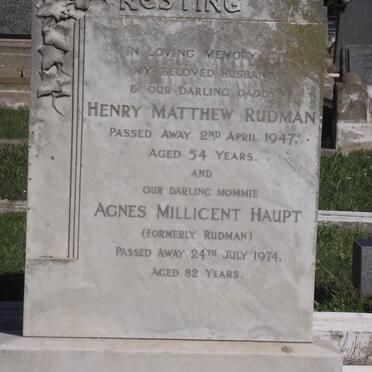 RESTING
IN LOVING MEMORY OF
MY BELOVED HUSBAND
& OUR DARLING DADDY
HENRY MATTHEW RUDMAN
PASSED AWAY 2ND APRIL 1947.
AGED 54 YEARS.
AND
OUR DARLING MOMMIE
AGNES MILLICENT HAUPT
(FORMERLY RUDMAN)
PASSED AWAY 24TH JULY 1974.
AGED 82 YEARS.